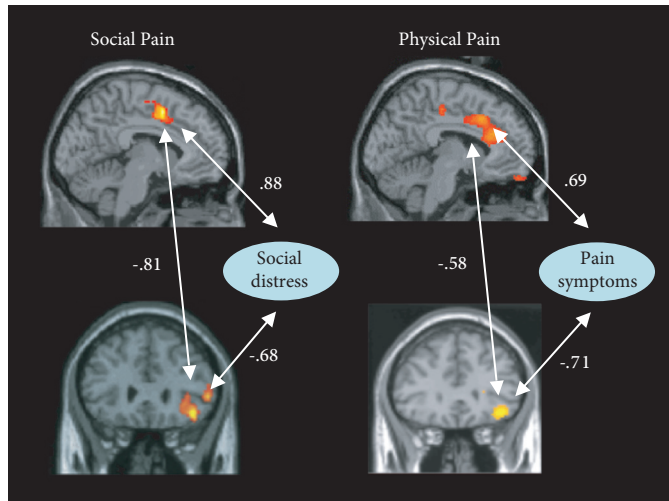 Social Pain
Physical Pain
.88
.69
-.81
Social
distress
-.58
Pain
symptoms
-.68
-.71